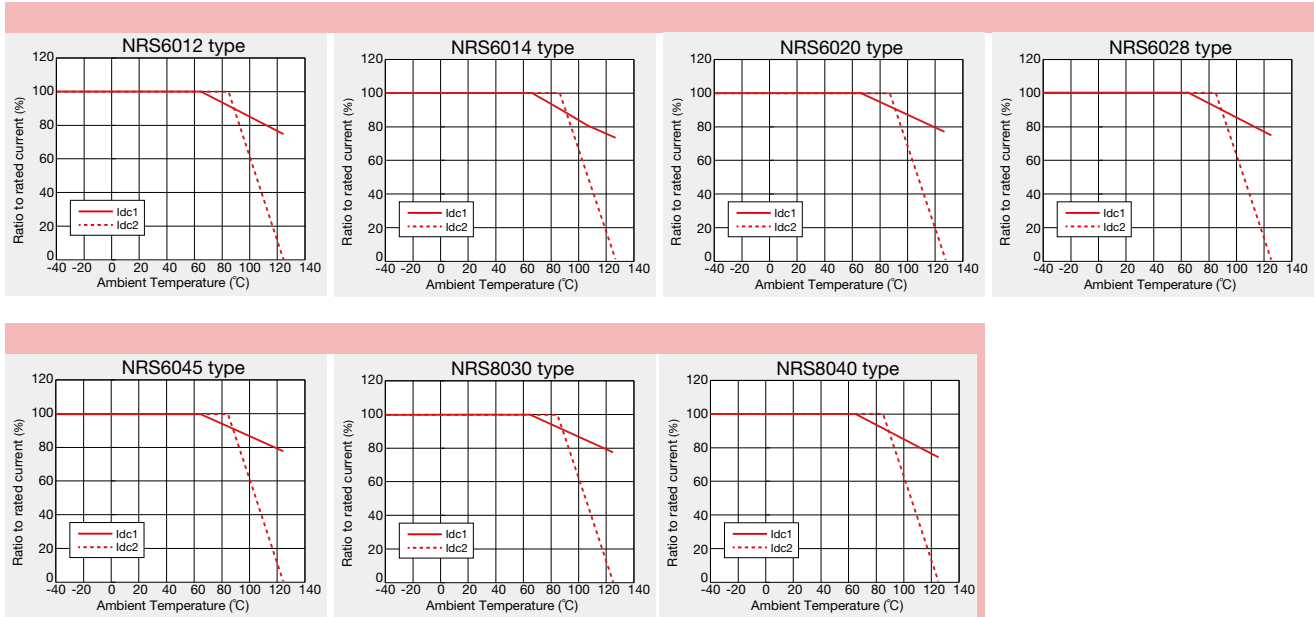 NRS6012 type
120
100
80
60
40
20
0
-40 -20 0 20 40 60 80 100 120 140
Ratio to rated current (%)
Ambient Temperature (℃)
Idc1
Idc2
NRS6014 type
120
100
80
60
40
20
0
-40 -20 0 20 40 60 80 100 120 140
Ratio to rated current (%)
Ambient Temperature (℃)
Idc1
Idc2
NRS6020 type
120
100
80
60
40
20
0
-40 -20 0 20 40 60 80 100 120 140
Ratio to rated current (%)
Ambient Temperature (℃)
Idc1
Idc2
NRS6028 type
120
100
80
60
40
20
0
-40 -20 0 20 40 60 80 100 120 140
Ratio to rated current (%)
Ambient Temperature (℃)
Idc1
Idc2
NRS6045 type
120
100
80
60
40
20
0
-40 -20 0 20 40 60 80 100 120 140
Ratio to rated current (%)
Ambient Temperature (℃)
Idc1
Idc2
NRS8030 type
120
100
80
60
40
20
0
-40 -20 0 20 40 60 80 100 120 140
Ratio to rated current (%)
Ambient Temperature (℃)
Idc1
Idc2
NRS8040 type
120
100
80
60
40
20
0
-40 -20 0 20 40 60 80 100 120 140
Ratio to rated current (%)
Ambient Temperature (℃)
Idc1
Idc2